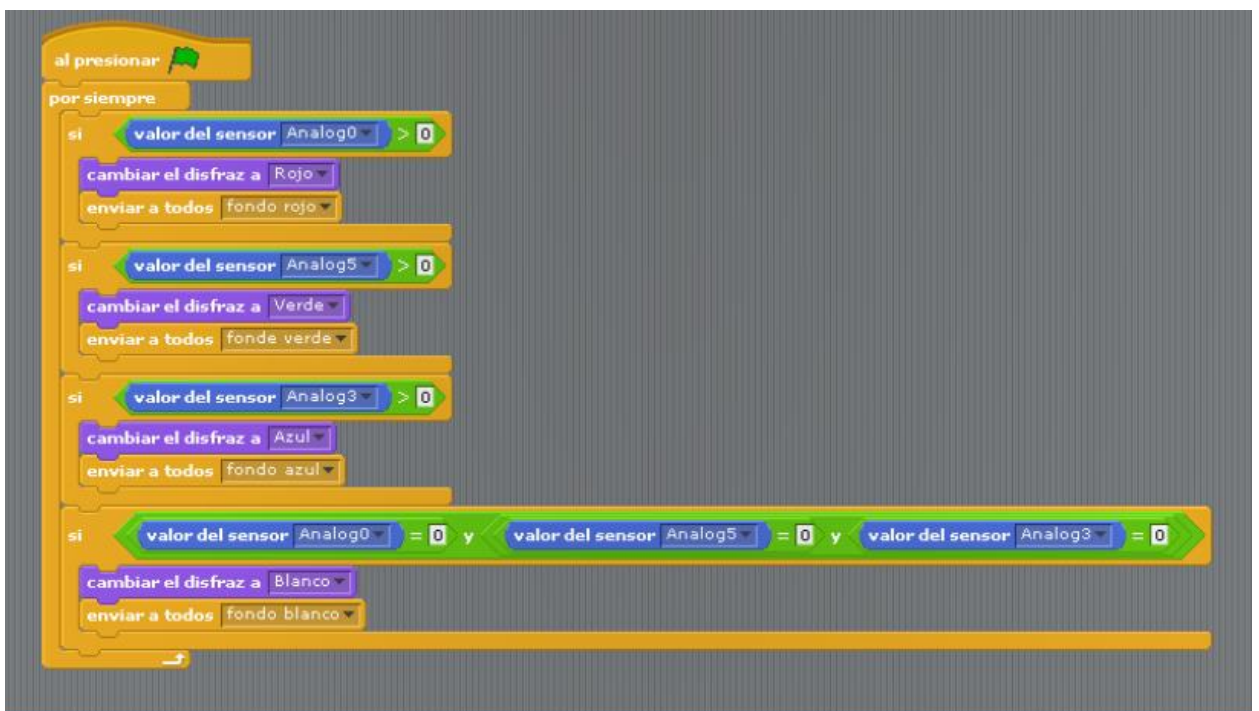 al presionar
por siempre
si valor del sensor Analog0 > 0
cambiar el disfraz a Rojo
enviar a todos fondo rojo
si valor del sensor Analog5 > 0
cambiar el disfraz a Verde
enviar a todos fonde verde
si valor del sensor Analog3 > 0
cambiar el disfraz a Azul
enviar a todos fondo azul
si valor del sensor Analog0 = 0 y valor del sensor Analog5 = 0 y valor del sensor Analog3 = 0
cambiar el disfraz a Blanco
enviar a todos fondo blanco